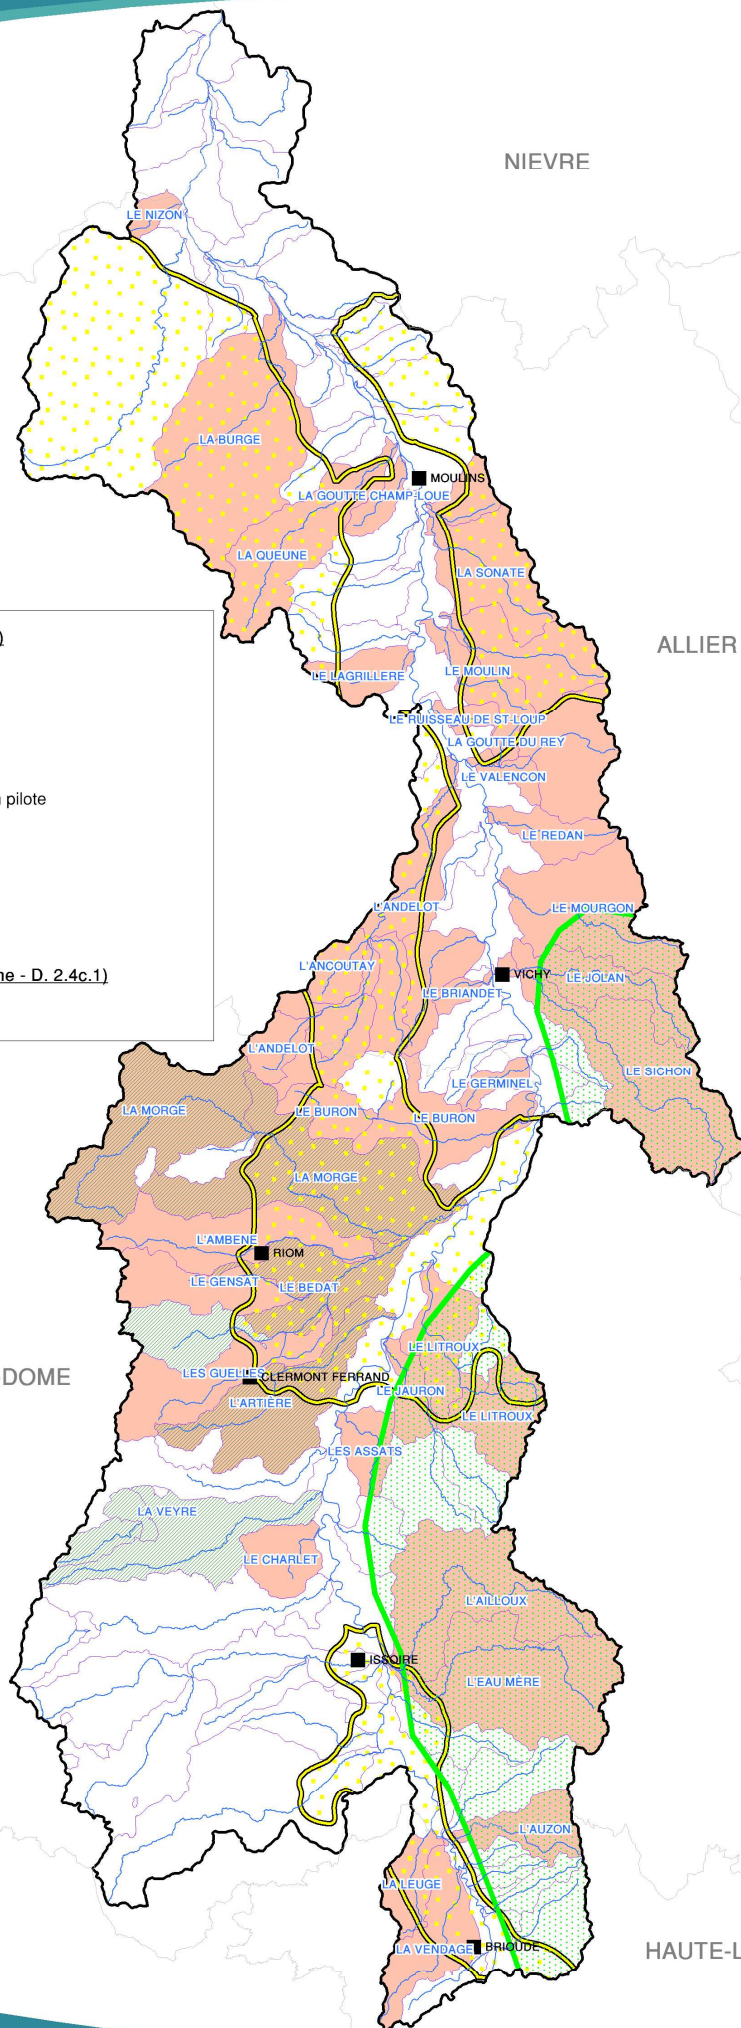 NIEVRE
LE NIZON
LA BURGE
MOULINS
LA GOUTTE CHAMP-LOUE
LA QUEUNE
LA SONATE
)
ALLIER
LE LAGRILLERE
LE MOULIN
LE RUISSEAU DE ST-LOUP
LA GOUTTE DU REY
LE VALENCON
pilote
LE REDAN
L'ANDELOT
LE MOURGON
L'ANCOUTAY
VICHY
LE JOLAN
ne - D. 2.4c.1)
LE BRIANDET
L'ANDELOT
LE SICHON
LE GERMINEL
LA MORGE
LE BURON
LE BURON
LA MORGE
L'AMBENE
RIOM
LE GENSAT
LE BEDAT
LE LITROUX
DOME
LES GUELLES
CLERMONT FERRAND
LE JAURON
L'ARTIÈRE
LE LITROUX
LES ASSATS
LA VEYRE
LE CHARLET
L'AILLOUX
ISSOIRE
L'EAU MÈRE
L'AUZON
LA LEUGE
LA VENDAGE
BRIOUDE
HAUTE-L